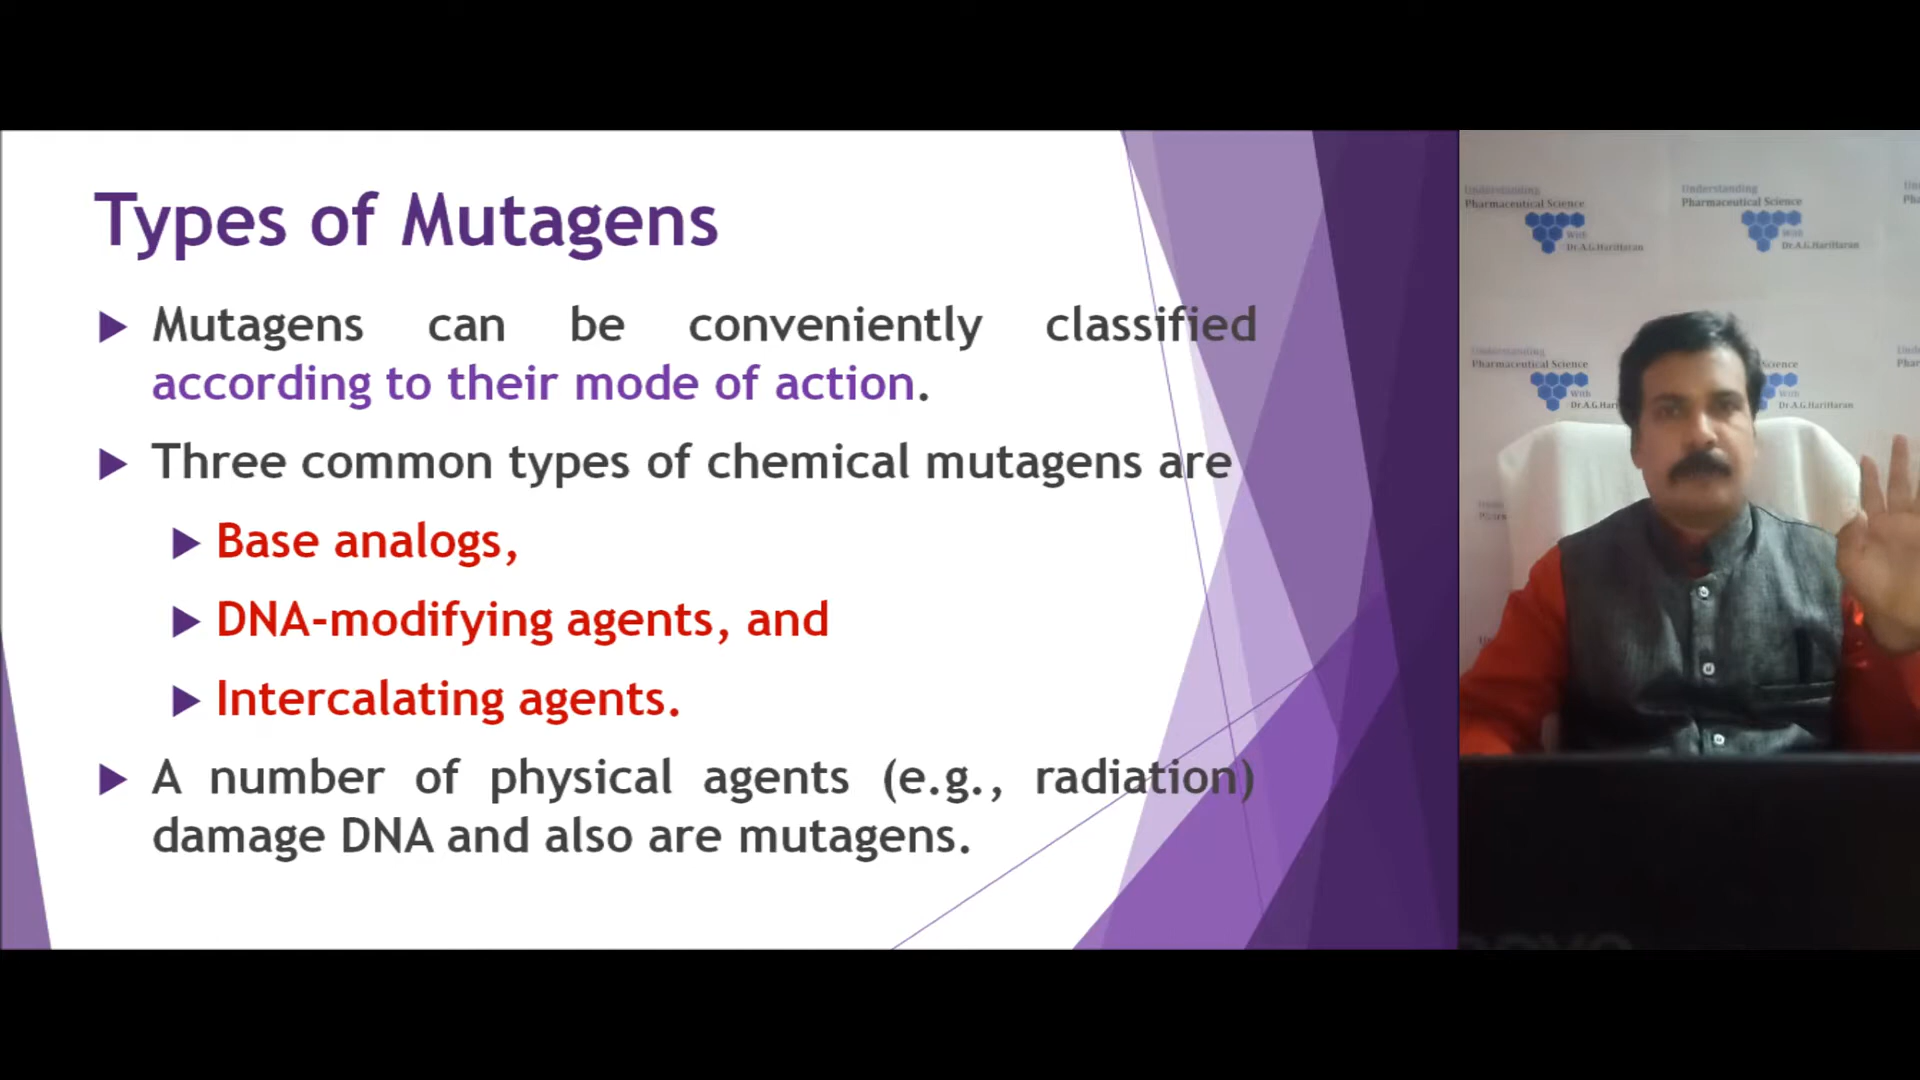 Types of Mutagens
Mutagens can be conveniently classified
according to their mode of action.
Three common types of chemical mutagens are
Base analogs,
DNA-modifying agents, and
Intercalating agents.
A number of physical agents (e.g., radiation)
damage DNA and also are mutagens.
Understanding
Pharmaceutical Science
With
Dr.A.G.HariHaran
Understanding
Pharmaceutical Science
With
Dr.A.G.HariHaran
Understanding
Pharmaceutical Science
With
Science
With
Dr.A.G.HariHaran